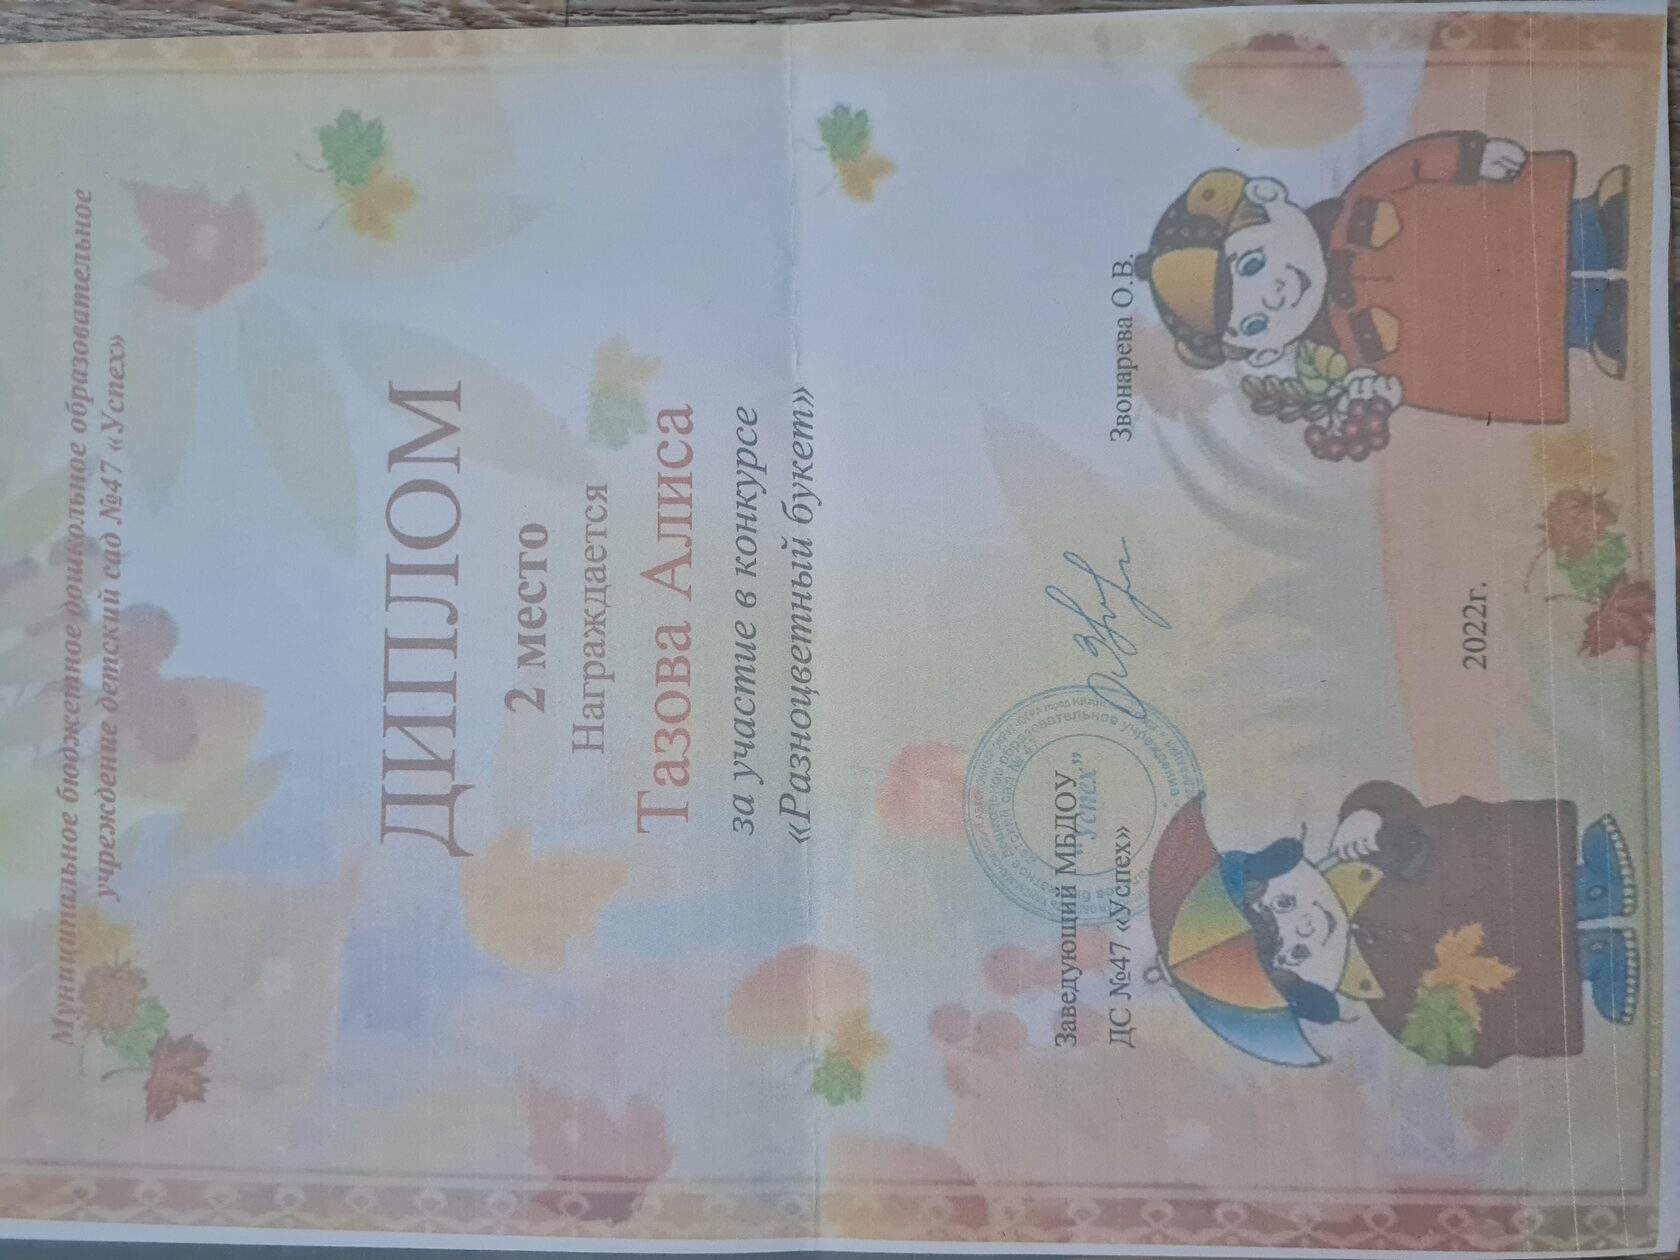 Муниципальное бюджетное дошкольное образовательное
учреждение детский сад №47 «Успех»
ДИПЛОМ
2 место
Награждается
Тазова Алиса
за участие в конкурсе
«Разноцветный букет»
Заведующий МБДОУ
ДС №47 «Успех»
Звонарева О.В.
"Успех"
2022г.